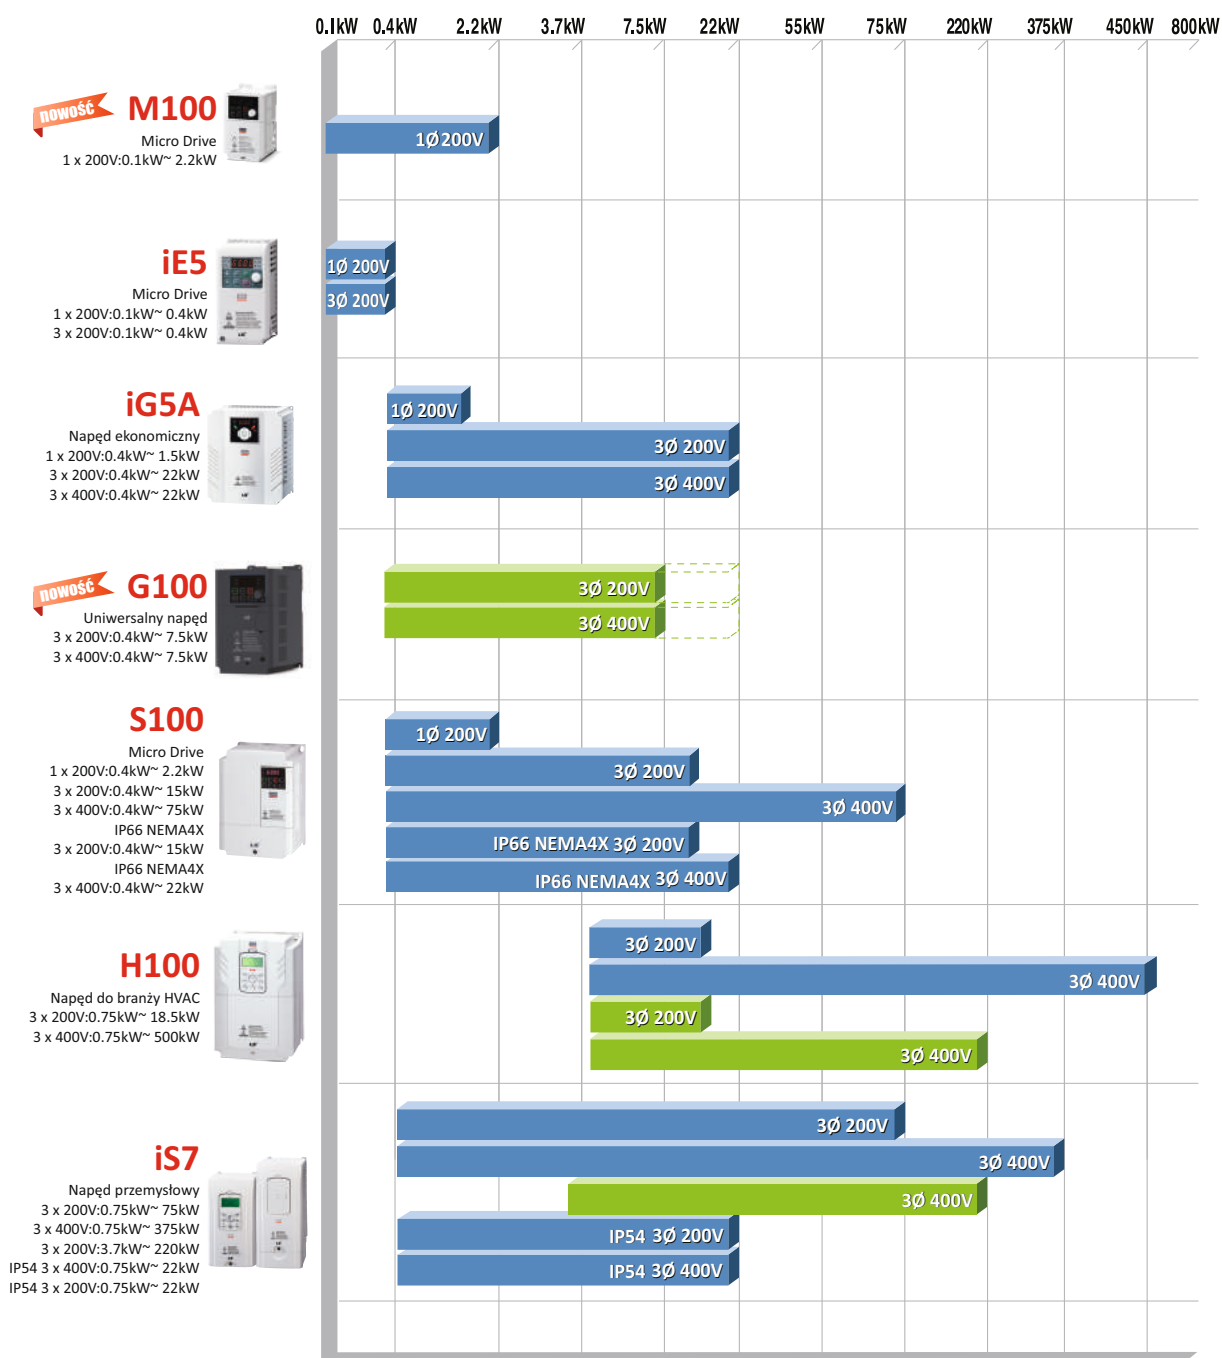 0.1kW 0.4kW 2.2kW 3.7kW 7.5kW 22kW 55kW 75kW 220kW 375kW 450kW 800kW
nowość M100
Micro Drive
1 x 200V:0.1kW~ 2.2kW
1Ø 200V
iE5
Micro Drive
1 x 200V:0.1kW~ 0.4kW
3 x 200V:0.1kW~ 0.4kW
1Ø 200V
3Ø 200V
iG5A
Napęd ekonomiczny
1 x 200V:0.4kW~ 1.5kW
3 x 200V:0.4kW~ 22kW
3 x 400V:0.4kW~ 22kW
1Ø 200V
3Ø 200V
3Ø 400V
nowość G100
Uniwersalny napęd
3 x 200V:0.4kW~ 7.5kW
3 x 400V:0.4kW~ 7.5kW
3Ø 200V
3Ø 400V
S100
Micro Drive
1 x 200V:0.4kW~ 2.2kW
3 x 200V:0.4kW~ 15kW
3 x 400V:0.4kW~ 75kW
IP66 NEMA4X
3 x 200V:0.4kW~ 15kW
IP66 NEMA4X
3 x 400V:0.4kW~ 22kW
1Ø 200V
3Ø 200V
3Ø 400V
IP66 NEMA4X 3Ø 200V
IP66 NEMA4X 3Ø 400V
H100
Napęd do branży HVAC
3 x 200V:0.75kW~ 18.5kW
3 x 400V:0.75kW~ 500kW
3Ø 200V
3Ø 400V
3Ø 200V
3Ø 400V
iS7
Napęd przemysłowy
3 x 200V:0.75kW~ 75kW
3 x 400V:0.75kW~ 375kW
3 x 200V:3.7kW~ 220kW
IP54 3 x 400V:0.75kW~ 22kW
IP54 3 x 200V:0.75kW~ 22kW
3Ø 200V
3Ø 400V
3Ø 400V
IP54 3Ø 200V
IP54 3Ø 400V